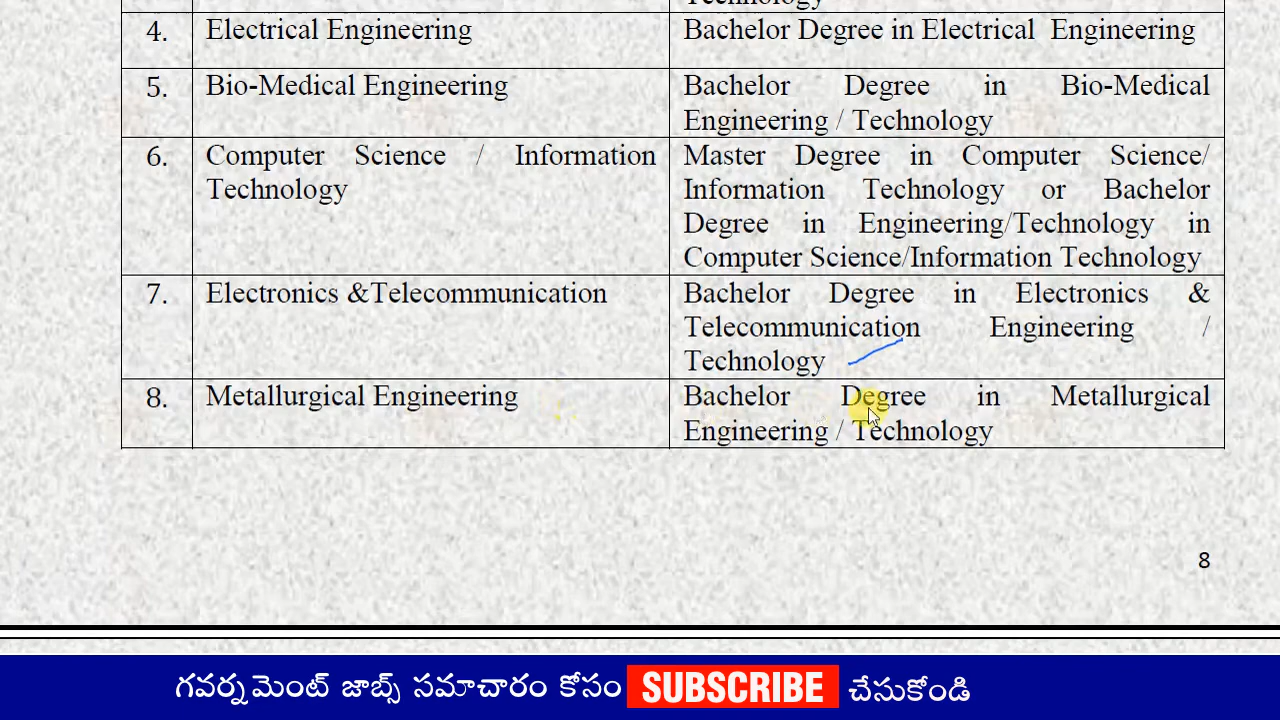 4. Electrical Engineering Bachelor Degree in Electrical Engineering
5. Bio-Medical Engineering Bachelor Degree in Bio-Medical
Engineering / Technology
6. Computer Science / Information Master Degree in Computer Science/
Technology Information Technology or Bachelor
Degree in Engineering/Technology in
Computer Science/Information Technology
7. Electronics &Telecommunication Bachelor Degree in Electronics &
Telecommunication Engineering /
Technology
8. Metallurgical Engineering Bachelor Degree in Metallurgical
Engineering / Technology
8
గవర్నమెంట్ జాబ్స్ సమాచారం కోసం SUBSCRIBE చేసుకోండి